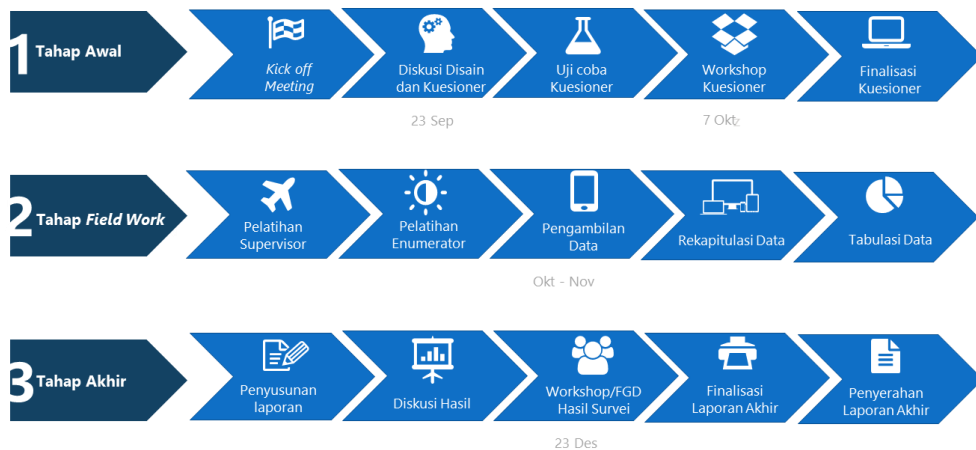 1 Tahap Awal
Kick off
Meeting
Diskusi Disain
dan Kuesioner
Uji coba
Kuesioner
Workshop
Kuesioner
Finalisasi
Kuesioner
23 Sep
7 Okt
2 Tahap Field Work
Pelatihan
Supervisor
Pelatihan
Enumerator
Pengambilan
Data
Rekapitulasi Data
Tabulasi Data
Okt - Nov
3 Tahap Akhir
Penyusunan
laporan
Diskusi Hasil
Workshop/FGD
Hasil Survei
Finalisasi
Laporan Akhir
Penyerahan
Laporan Akhir
23 Des